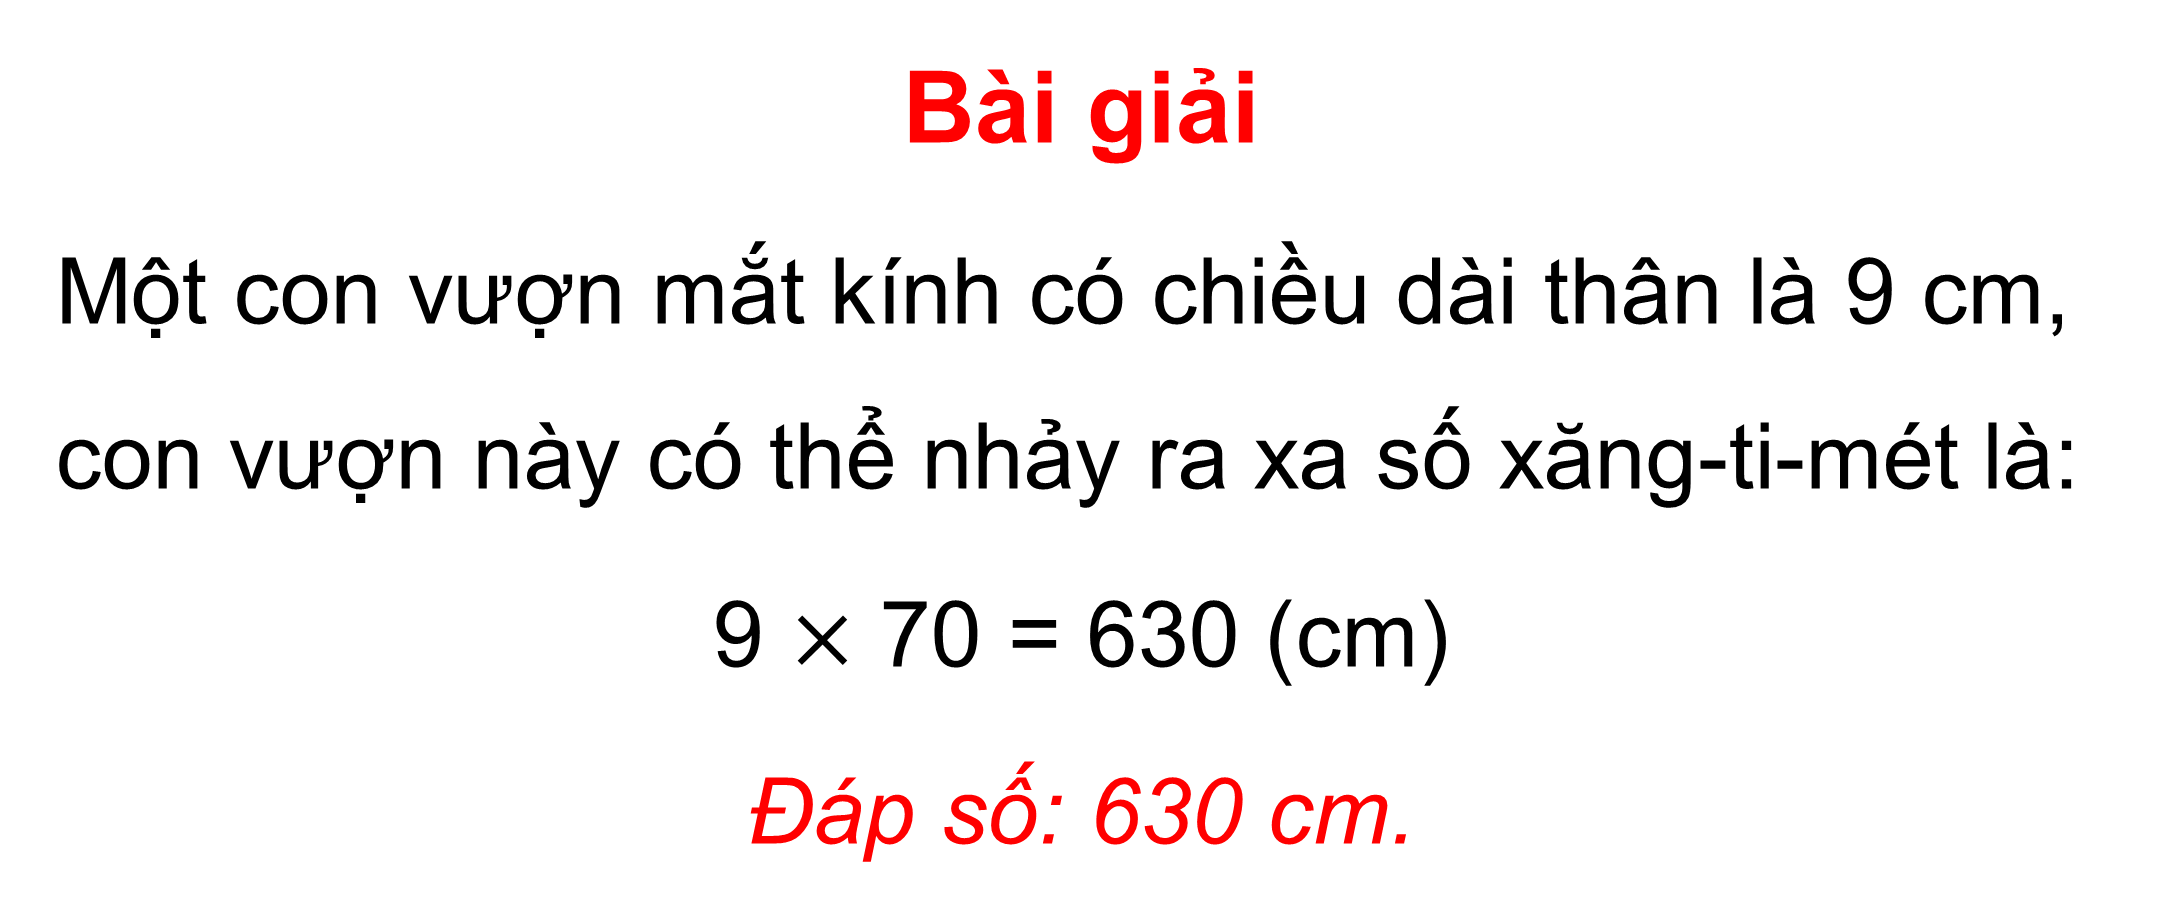 Bài giải
Một con vượn mắt kính có chiều dài thân là 9 cm,
con vượn này có thể nhảy ra xa số xăng-ti-mét là:
9 × 70 = 630 (cm)
Đáp số: 630 cm.